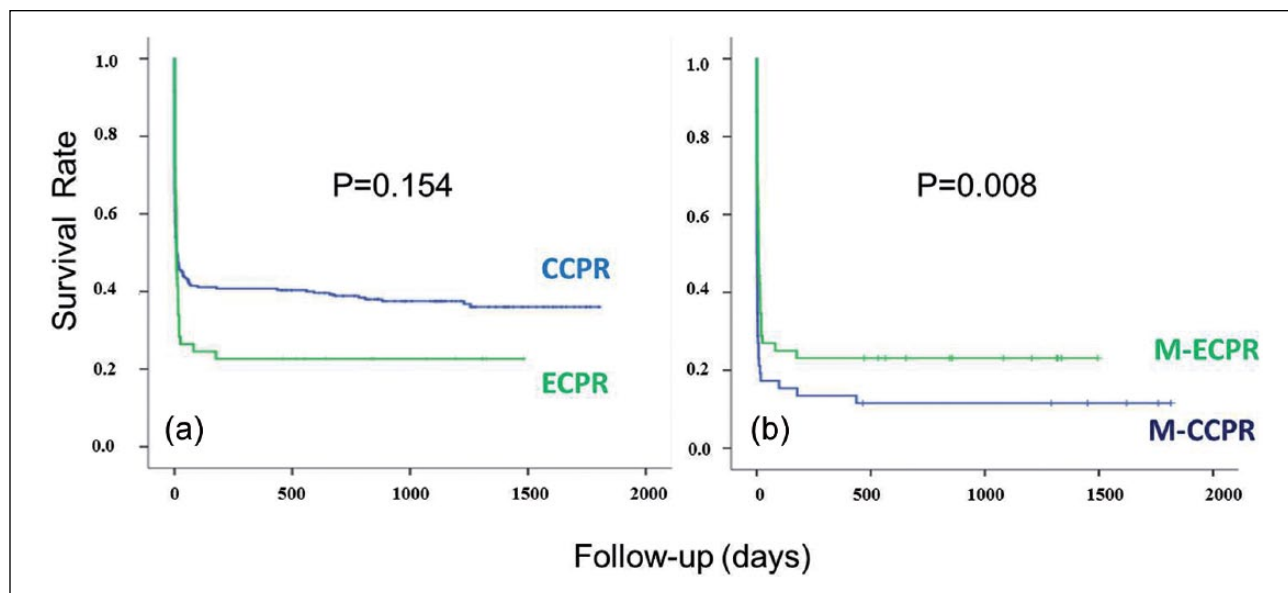 Survival Rate
1.0
0.8
0.6
0.4
0.2
0.0
P=0.154
CCPR
ECPR
(a)
0 500 1000 1500 2000
1.0
0.8
0.6
0.4
0.2
0.0
P=0.008
M-ECPR
M-CCPR
(b)
0 500 1000 1500 2000
Follow-up (days)